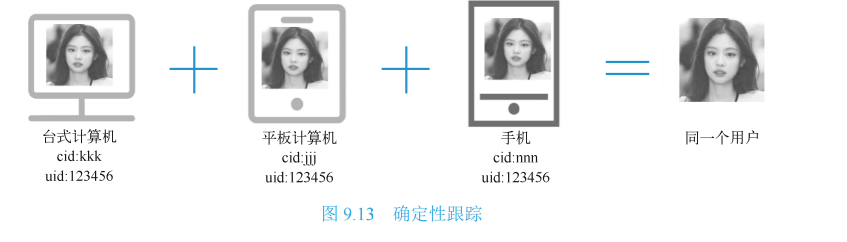 台式计算机
cid:kkk
uid:123456
平板计算机
cid:jjj
uid:123456
手机
cid:nnn
uid:123456
同一个用户
图 9.13 确定性跟踪